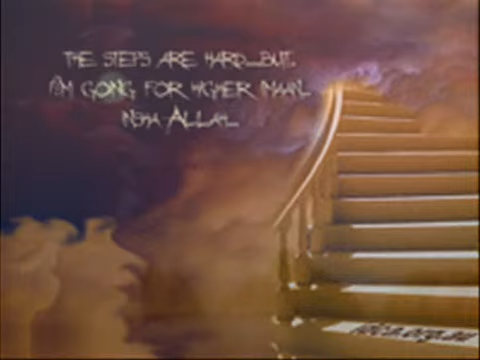 THE STEPS ARE HARD...BUT.
I'M GOING FOR HIGHER IMAAN..
INSHA ALLAH..